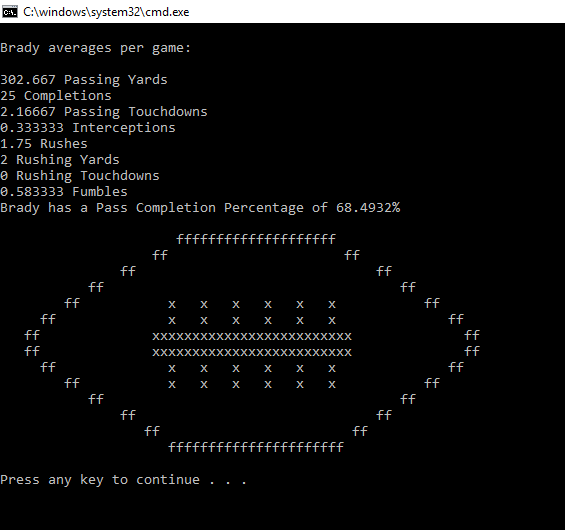 C:\windows\system32\cmd.exe
Brady averages per game:
302.667 Passing Yards
25 Completions
2.16667 Passing Touchdowns
0.333333 Interceptions
1.75 Rushes
2 Rushing Yards
0 Rushing Touchdowns
0.583333 Fumbles
Brady has a Pass Completion Percentage of 68.4932%
                      ffffffffffffffffffff
                   ff                      ff
               ff                              ff
           ff                                     ff
        ff           x   x   x   x   x   x           ff
     ff              x   x   x   x   x   x              ff
   ff              xxxxxxxxxxxxxxxxxxxxxxxxx              ff
   ff              xxxxxxxxxxxxxxxxxxxxxxxxx              ff
     ff              x   x   x   x   x   x              ff
        ff           x   x   x   x   x   x           ff
           ff                                     ff
               ff                              ff
                  ff                        ff
                     ffffffffffffffffffffff
Press any key to continue . . .